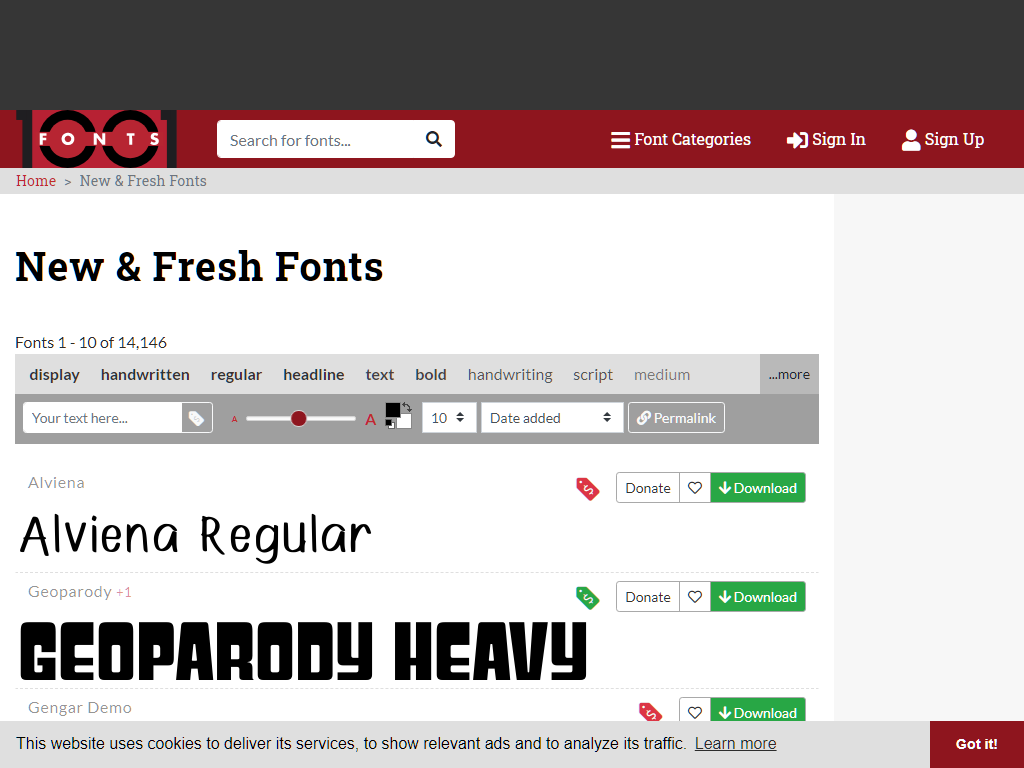 1001 FONTS
Search for fonts...
Font Categories
Sign In
Sign Up
Home > New & Fresh Fonts
New & Fresh Fonts
Fonts 1 - 10 of 14,146
display handwritten regular headline text bold handwriting script medium ...more
Your text here... A A 10 Date added Permalink
Alviena $ Donate Download
Alviena Regular
Geoparody +1 $ Donate Download
GEOPARODY HEAVY
Gengar Demo $ Download
This website uses cookies to deliver its services, to show relevant ads and to analyze its traffic. Learn more Got it!